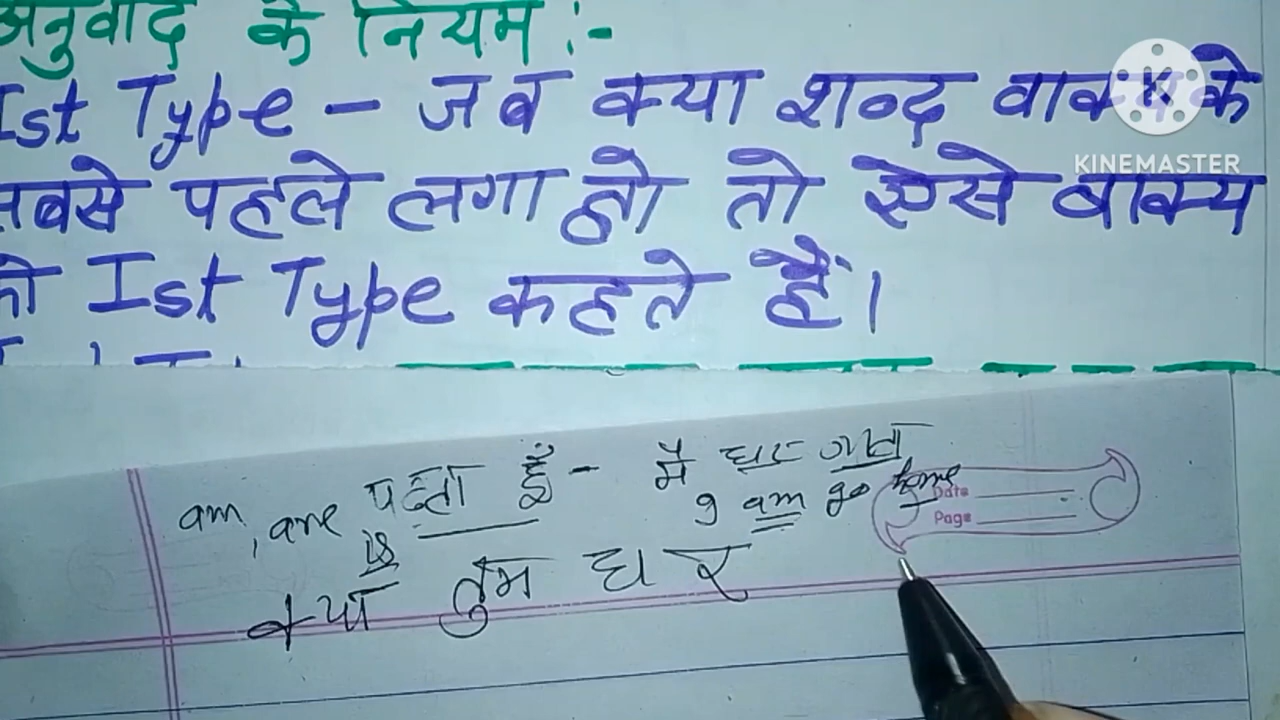 अनुवाद के नियम :-
Ist Type - जब क्या शब्द वाक्य के
सबसे पहले लगा हो तो ऐसे वाक्य
को Ist Type कहते हैं।
KINEMASTER
am, are पढ़ता हूँ - मैं घर जाता
is
g am go home
क्या तुम घर
Date
Page